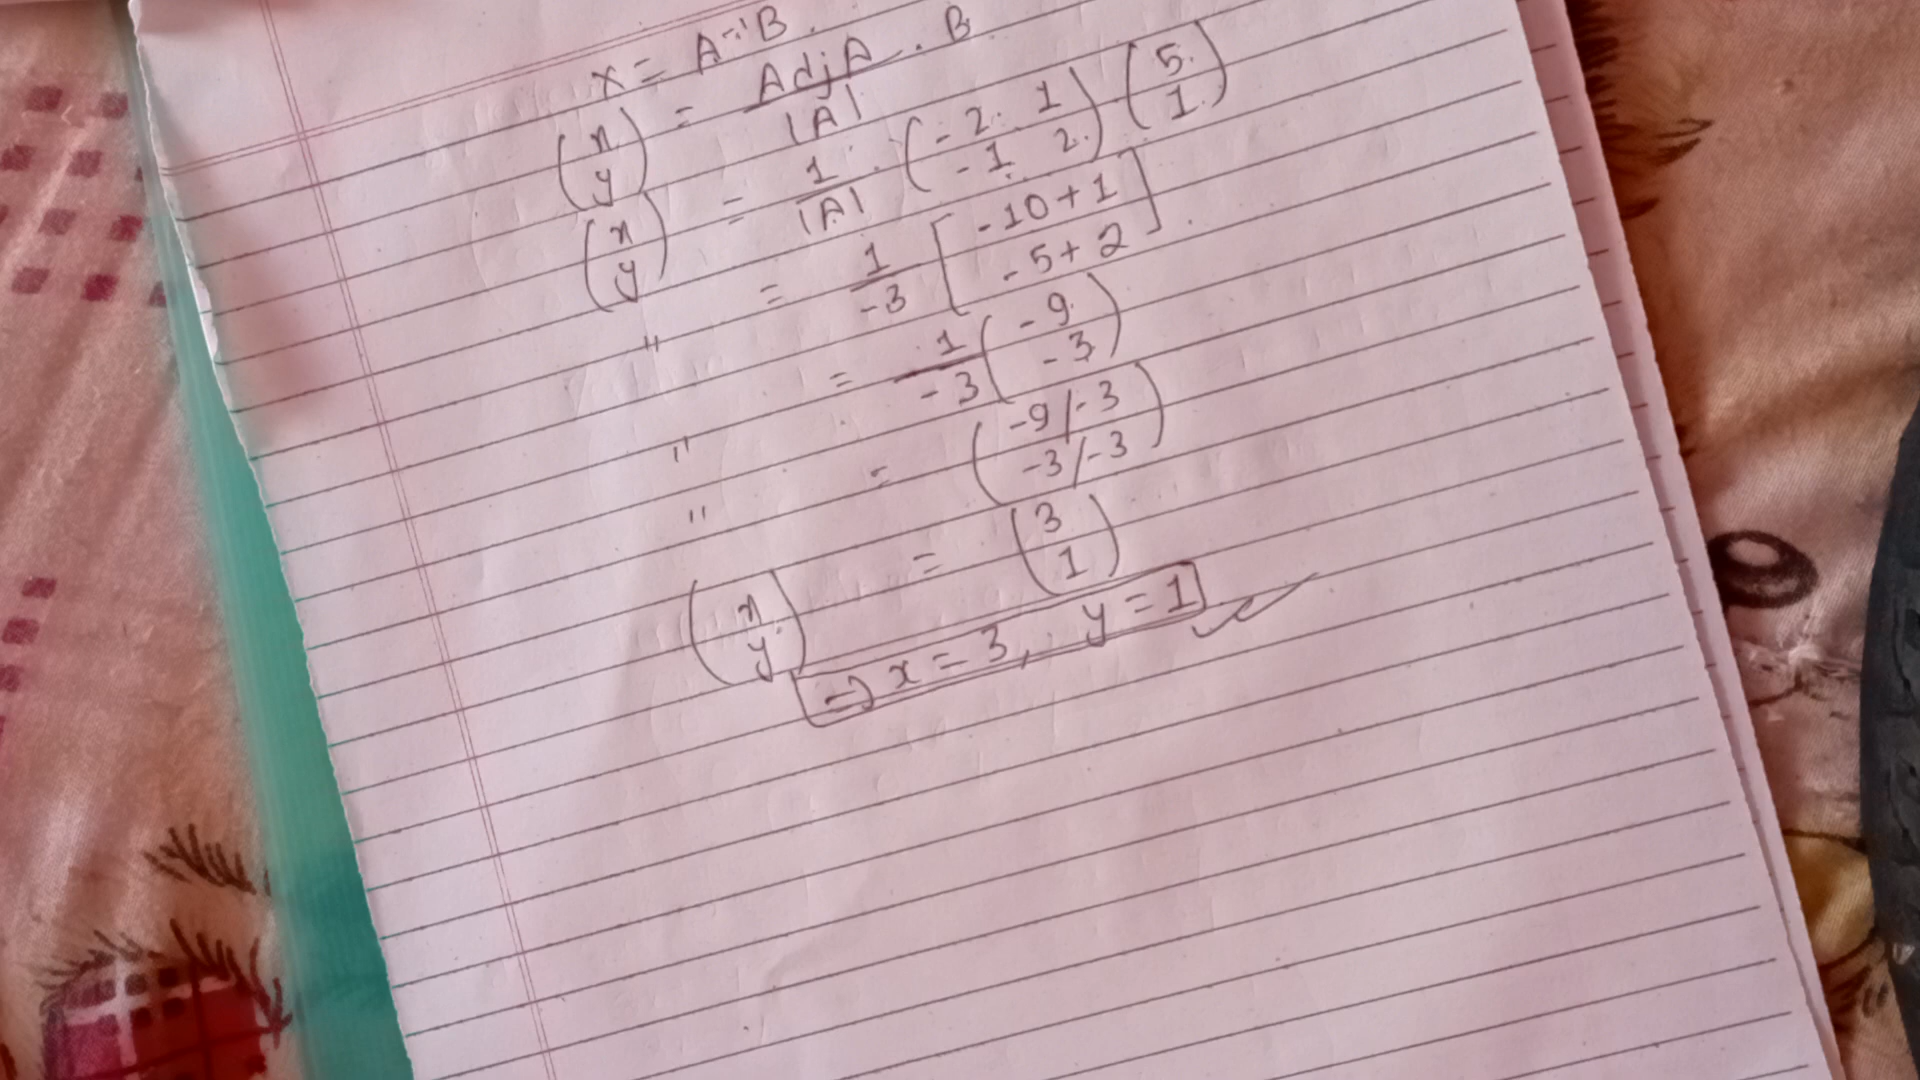 x = A⁻¹B.
(x y) = AdjA / |A| . B
(x y) = 1/|A| . (-2 1 -1 2) (5 1)
" = 1/-3 [-10+1 -5+2]
" = 1/-3 (-9 -3)
" = (-9/-3 -3/-3)
(x y) = (3 1)
→ x = 3, y = 1